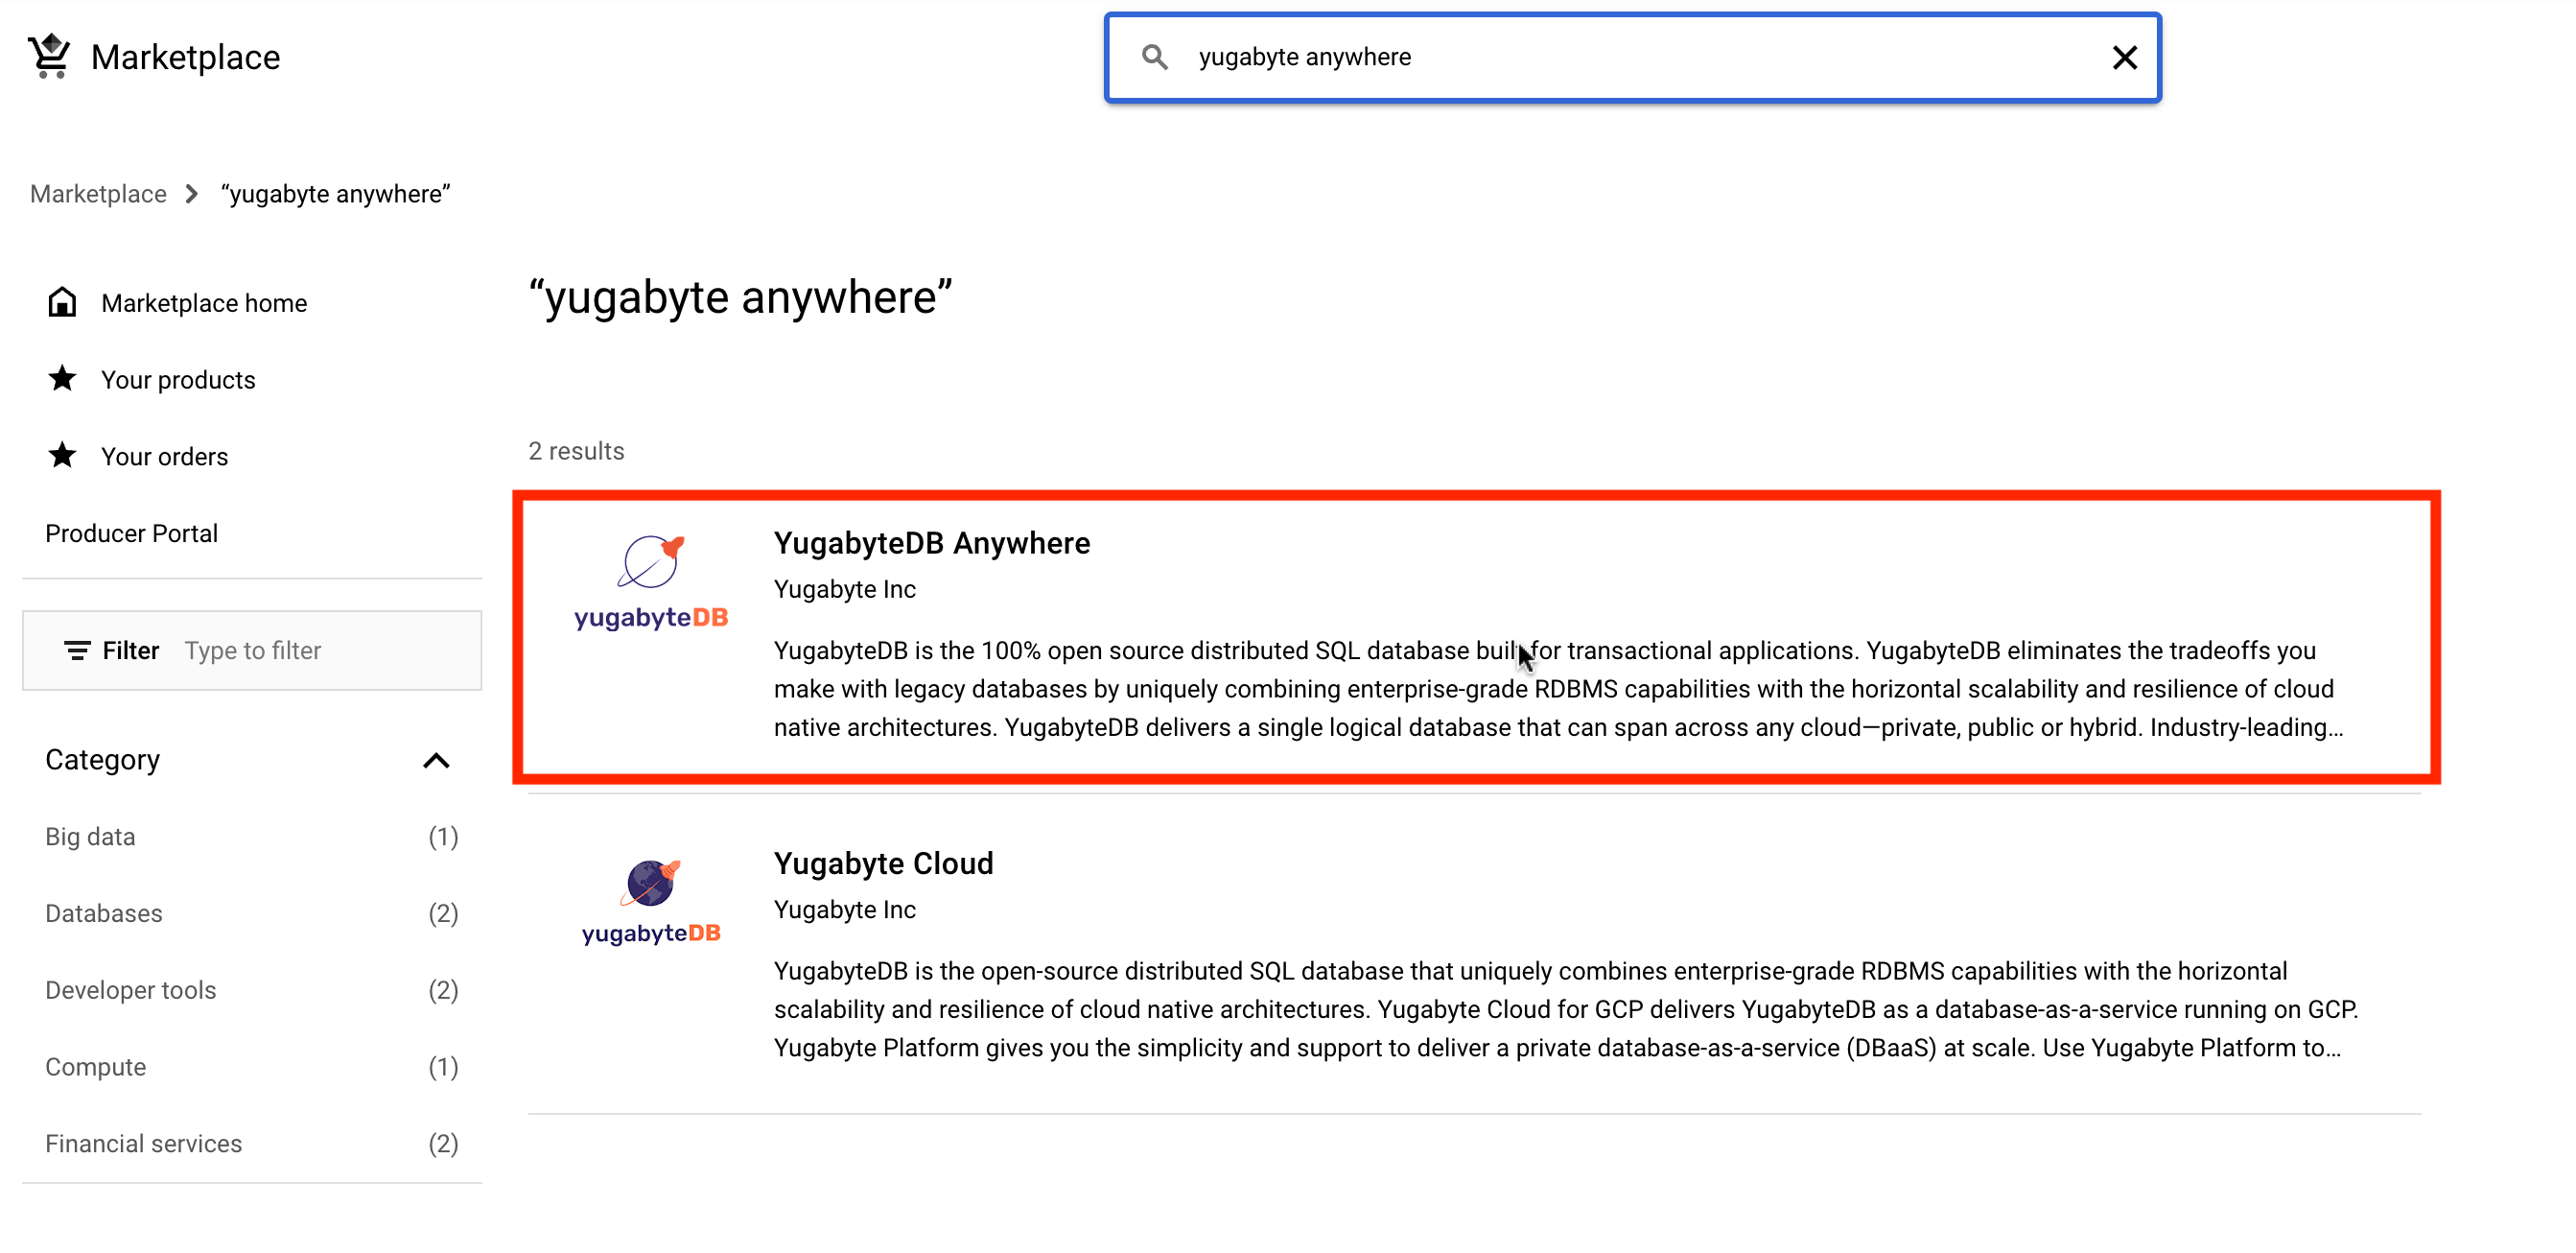 Marketplace
yugabyte anywhere
Marketplace
“yugabyte anywhere”
Marketplace home
Your products
Your orders
Producer Portal
Filter Type to filter
Category
Big data (1)
Databases (2)
Developer tools (2)
Compute (1)
Financial services (2)
“yugabyte anywhere”
2 results
yugabyteDB
YugabyteDB Anywhere
Yugabyte Inc
YugabyteDB is the 100% open source distributed SQL database built for transactional applications. YugabyteDB eliminates the tradeoffs you
make with legacy databases by uniquely combining enterprise-grade RDBMS capabilities with the horizontal scalability and resilience of cloud
native architectures. YugabyteDB delivers a single logical database that can span across any cloud—private, public or hybrid. Industry-leading…
yugabyteDB
Yugabyte Cloud
Yugabyte Inc
YugabyteDB is the open-source distributed SQL database that uniquely combines enterprise-grade RDBMS capabilities with the horizontal
scalability and resilience of cloud native architectures. Yugabyte Cloud for GCP delivers YugabyteDB as a database-as-a-service running on GCP.
Yugabyte Platform gives you the simplicity and support to deliver a private database-as-a-service (DBaaS) at scale. Use Yugabyte Platform to…